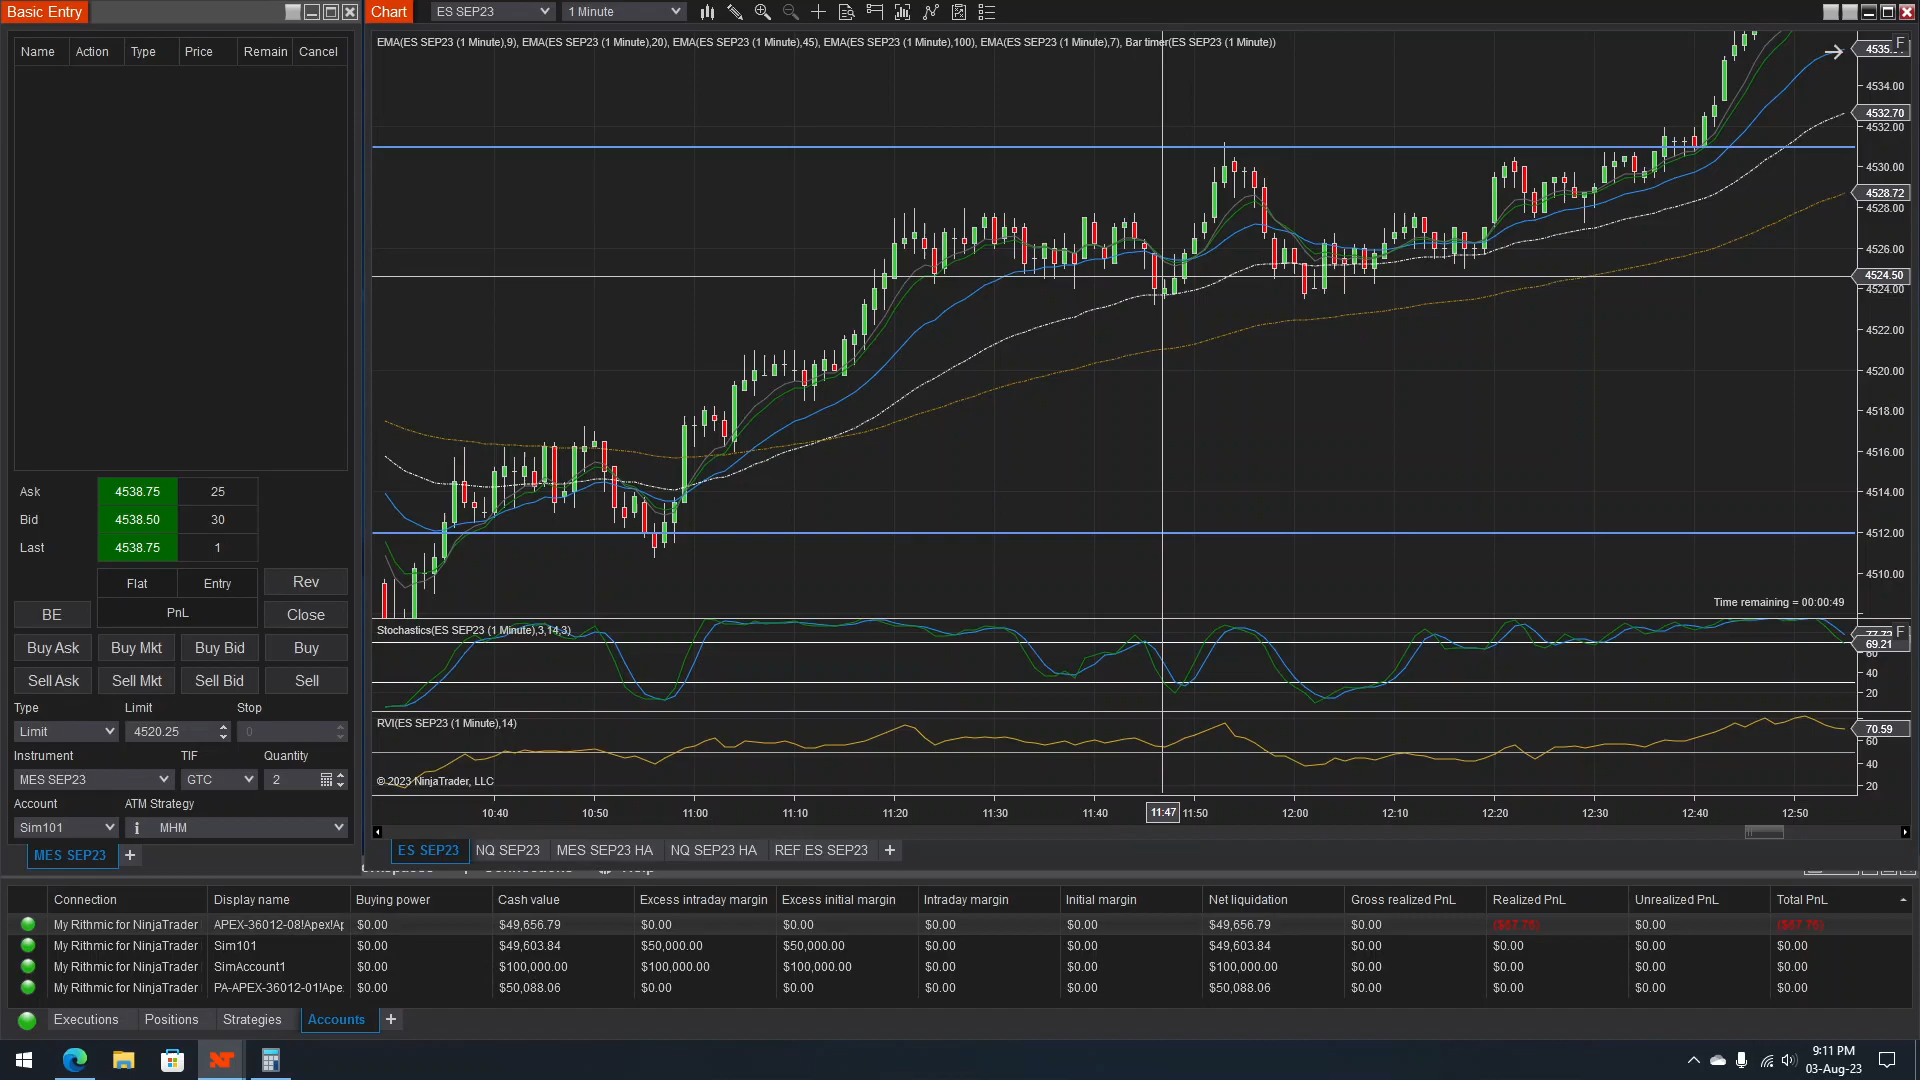 Basic Entry
Name Action Type Price Remain Cancel
Ask 4538.75 25
Bid 4538.50 30
Last 4538.75 1
Flat Entry Rev
BE PnL Close
Buy Ask Buy Mkt Buy Bid Buy
Sell Ask Sell Mkt Sell Bid Sell
Type Limit Stop
Limit 4520.25 0
Instrument TIF Quantity
MES SEP23 GTC 2
Account ATM Strategy
Sim101 MHM
MES SEP23 +
Chart ES SEP23 1 Minute
EMA(ES SEP23 (1 Minute),9), EMA(ES SEP23 (1 Minute),20), EMA(ES SEP23 (1 Minute),45), EMA(ES SEP23 (1 Minute),100), EMA(ES SEP23 (1 Minute),7), Bar timer(ES SEP23 (1 Minute))
F
4534.00
4532.70
4532.00
4530.00
4528.72
4528.00
4526.00
4524.50
4524.00
4522.00
4520.00
4518.00
4516.00
4514.00
4512.00
4510.00
Time remaining = 00:00:49
Stochastics(ES SEP23 (1 Minute),3,14,3)
F
69.21
60
40
20
RVI(ES SEP23 (1 Minute),14)
70.59
60
40
20
© 2023 NinjaTrader, LLC
10:40 10:50 11:00 11:10 11:20 11:30 11:40 11:47 11:50 12:00 12:10 12:20 12:30 12:40 12:50
ES SEP23 NQ SEP23 MES SEP23 HA NQ SEP23 HA REF ES SEP23 +
Connection Display name Buying power Cash value Excess intraday margin Excess initial margin Intraday margin Initial margin Net liquidation Gross realized PnL Realized PnL Unrealized PnL Total PnL
My Rithmic for NinjaTrader APEX-36012-08!Apex!Ap $0.00 $49,656.79 $0.00 $0.00 $0.00 $0.00 $49,656.79 $0.00 ($67.76) $0.00 ($67.76)
My Rithmic for NinjaTrader Sim101 $0.00 $49,603.84 $50,000.00 $50,000.00 $0.00 $0.00 $49,603.84 $0.00 $0.00 $0.00 $0.00
My Rithmic for NinjaTrader SimAccount1 $0.00 $100,000.00 $100,000.00 $100,000.00 $0.00 $0.00 $100,000.00 $0.00 $0.00 $0.00 $0.00
My Rithmic for NinjaTrader PA-APEX-36012-01!Ape $0.00 $50,088.06 $0.00 $0.00 $0.00 $0.00 $50,088.06 $0.00 $0.00 $0.00 $0.00
Executions Positions Strategies Accounts +
9:11 PM
03-Aug-23